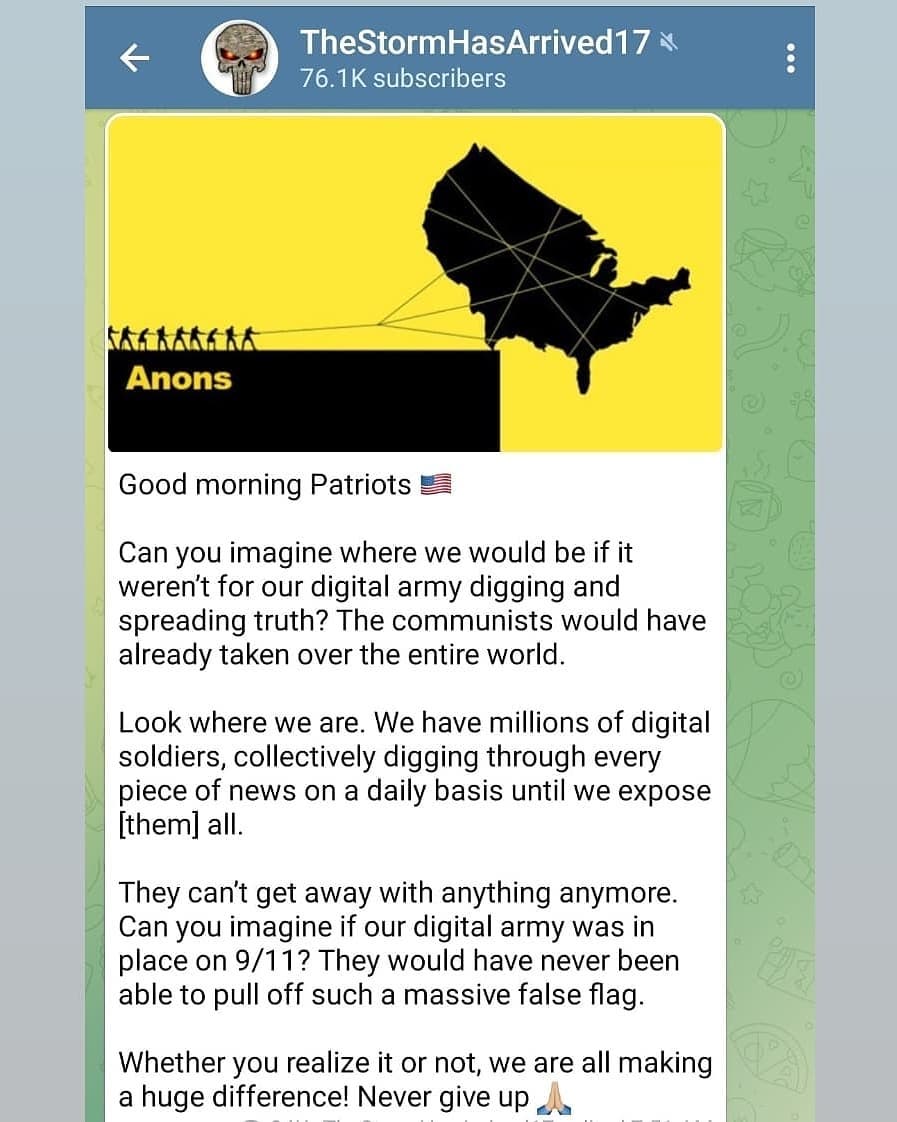 TheStormHasArrived17
76.1K subscribers
Anons
Good morning Patriots 🇺🇸
Can you imagine where we would be if it
weren't for our digital army digging and
spreading truth? The communists would have
already taken over the entire world.
Look where we are. We have millions of digital
soldiers, collectively digging through every
piece of news on a daily basis until we expose
[them] all.
They can't get away with anything anymore.
Can you imagine if our digital army was in
place on 9/11? They would have never been
able to pull off such a massive false flag.
Whether you realize it or not, we are all making
a huge difference! Never give up 🙏🏼